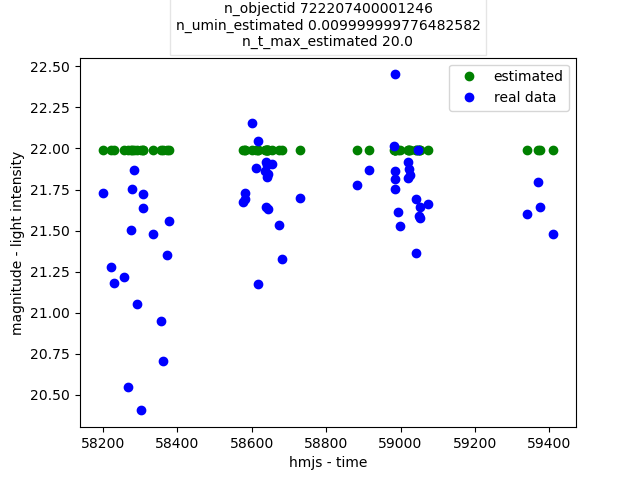 n_objectid 722207400001246
n_umin_estimated 0.009999999776482582
n_t_max_estimated 20.0
22.50
22.25
22.00
21.75
21.50
21.25
21.00
20.75
20.50
magnitude - light intensity
estimated
real data
58200 58400 58600 58800 59000 59200 59400
hmjs - time